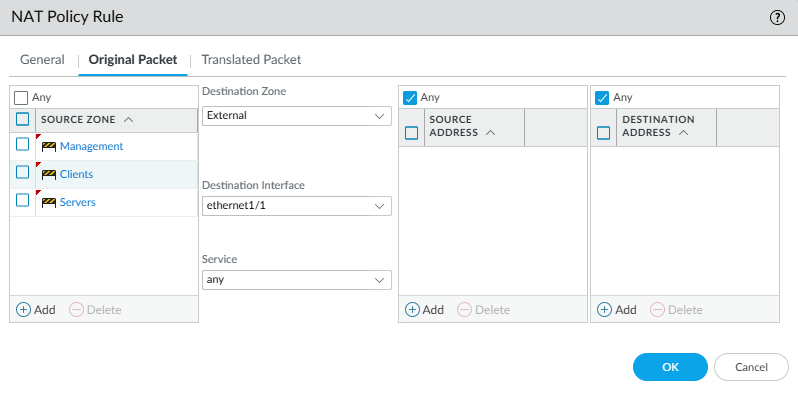 NAT Policy Rule
General
Original Packet
Translated Packet
Any
SOURCE ZONE
Management
Clients
Servers
Add
Delete
Destination Zone
External
Destination Interface
ethernet1/1
Service
any
Any
SOURCE
ADDRESS
Add
Delete
Any
DESTINATION
ADDRESS
Add
Delete
OK
Cancel